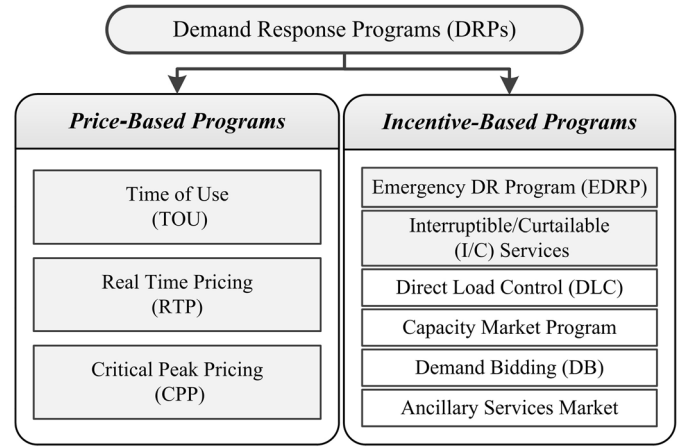 Demand Response Programs (DRPs)
Price-Based Programs
Time of Use
(TOU)
Real Time Pricing
(RTP)
Critical Peak Pricing
(CPP)
Incentive-Based Programs
Emergency DR Program (EDRP)
Interruptible/Curtailable
(I/C) Services
Direct Load Control (DLC)
Capacity Market Program
Demand Bidding (DB)
Ancillary Services Market